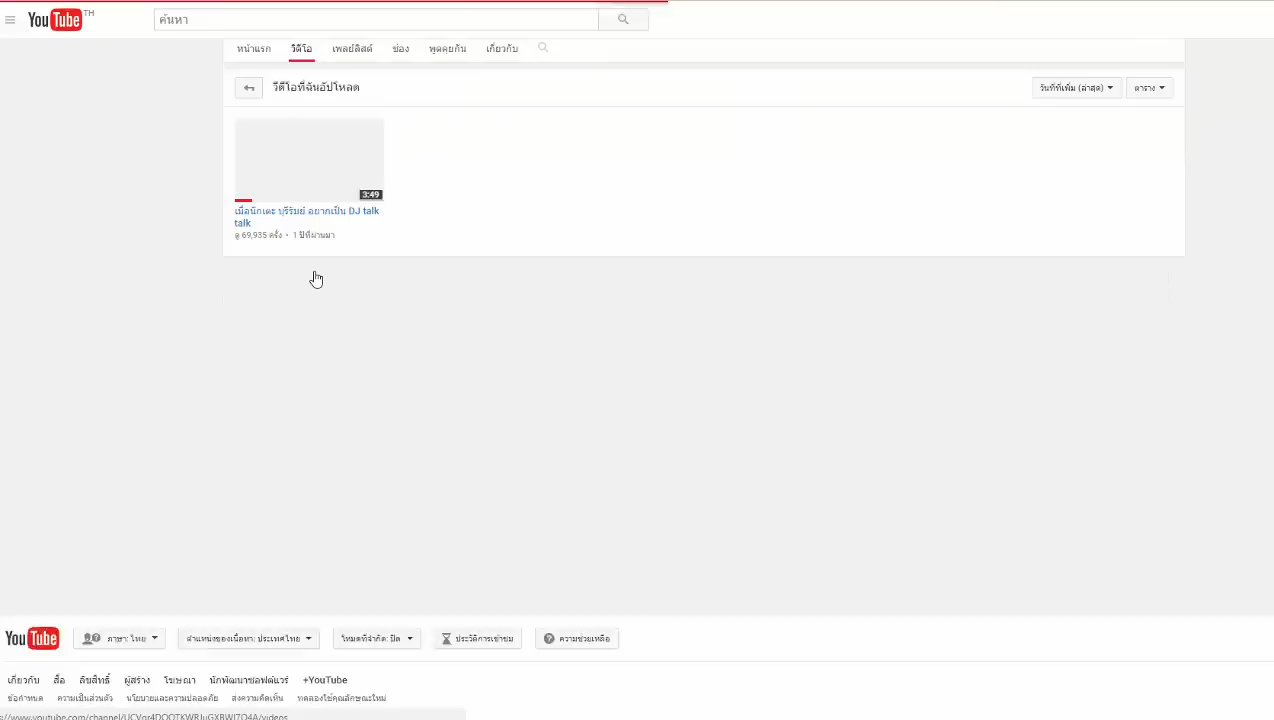 YouTube TH
ค้นหา
หน้าแรก วิดีโอ เพลย์ลิสต์ ช่อง พูดคุยกัน เกี่ยวกับ
วิดีโอที่ฉันอัปโหลด
วันที่ที่เพิ่ม (ล่าสุด)
ตาราง
3:49
เมื่อนักเตะ บุรีรัมย์ อยากเป็น DJ talk
talk
ดู 69,935 ครั้ง • 1 ปีที่ผ่านมา
YouTube
ภาษา: ไทย
ตำแหน่งของเนื้อหา: ประเทศไทย
โหมดที่จำกัด: ปิด
ประวัติการเข้าชม
ความช่วยเหลือ
เกี่ยวกับ สื่อ ลิขสิทธิ์ ผู้สร้าง โฆษณา นักพัฒนาซอฟต์แวร์ +YouTube
ข้อกำหนด ความเป็นส่วนตัว นโยบายและความปลอดภัย ส่งความคิดเห็น ทดลองใช้คุณลักษณะใหม่